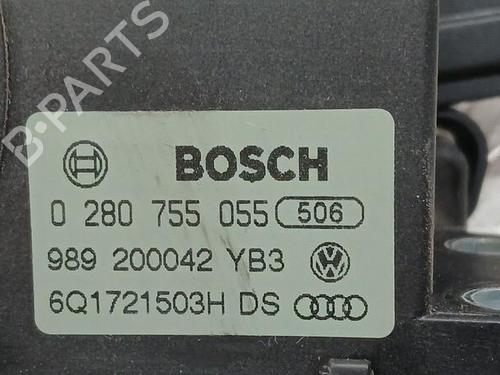 B-PARTS
BOSCH
0 280 755 055 506
989 200042 YB3
6Q1721503H DS